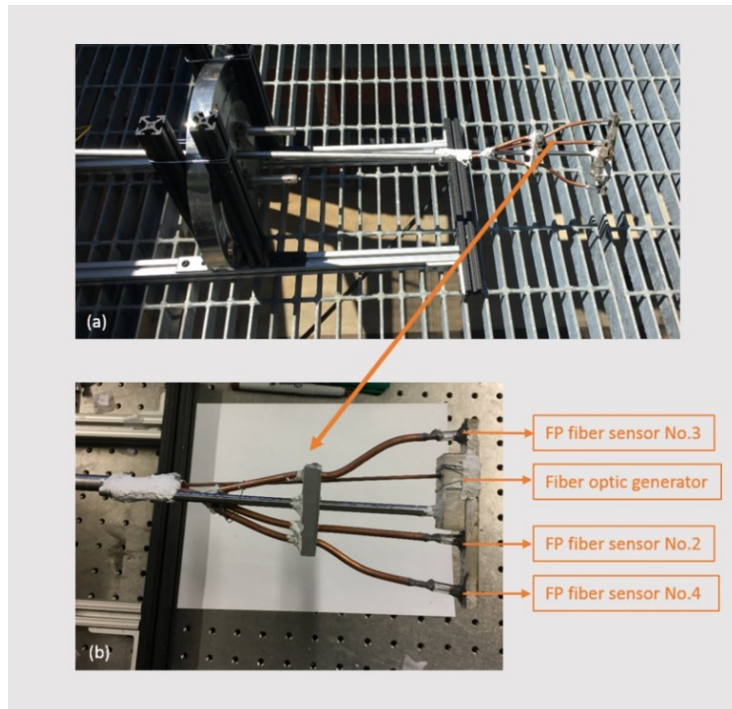 (a)
FP fiber sensor No.3
Fiber optic generator
FP fiber sensor No.2
FP fiber sensor No.4
(b)